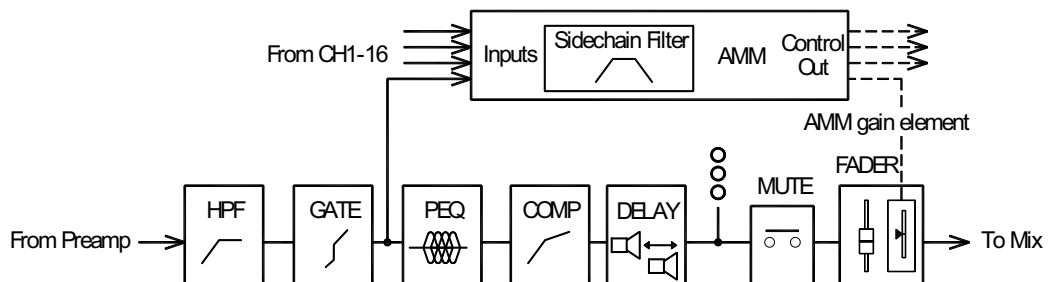 From CH1-16
Inputs
Sidechain Filter
AMM
Control
Out
AMM gain element
FADER
MUTE
HPF
GATE
PEQ
COMP
DELAY
From Preamp
To Mix